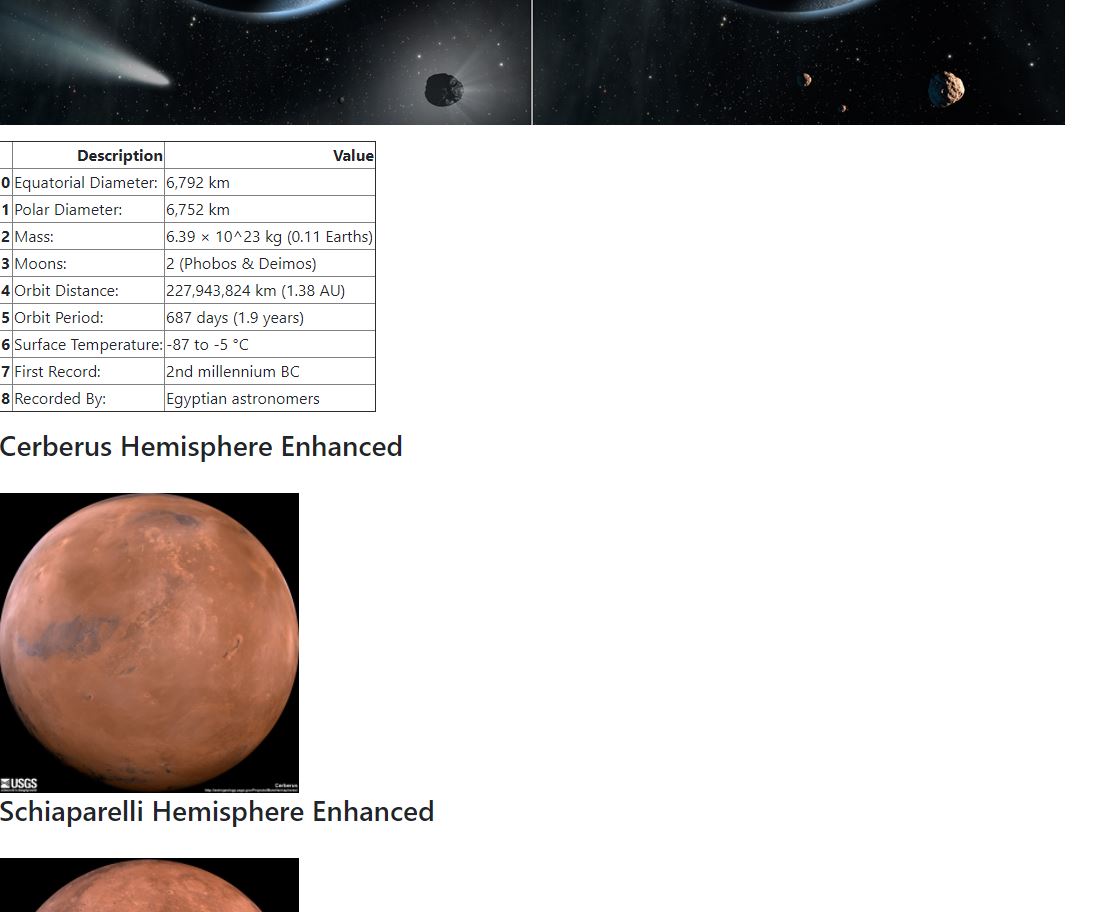 Description Value
0 Equatorial Diameter: 6,792 km
1 Polar Diameter: 6,752 km
2 Mass: 6.39 × 10^23 kg (0.11 Earths)
3 Moons: 2 (Phobos & Deimos)
4 Orbit Distance: 227,943,824 km (1.38 AU)
5 Orbit Period: 687 days (1.9 years)
6 Surface Temperature: -87 to -5 °C
7 First Record: 2nd millennium BC
8 Recorded By: Egyptian astronomers
Cerberus Hemisphere Enhanced
USGS
Cerberus
Schiaparelli Hemisphere Enhanced